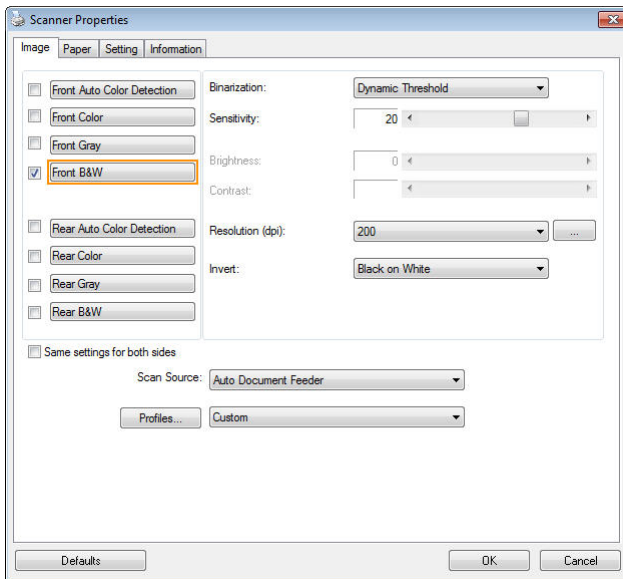 Scanner Properties
Image Paper Setting Information
Front Auto Color Detection
Front Color
Front Gray
Front B&W
Rear Auto Color Detection
Rear Color
Rear Gray
Rear B&W
Binarization: Dynamic Threshold
Sensitivity: 20
Brightness: 0
Contrast:
Resolution (dpi): 200 ...
Invert: Black on White
Same settings for both sides
Scan Source: Auto Document Feeder
Profiles... Custom
Defaults OK Cancel